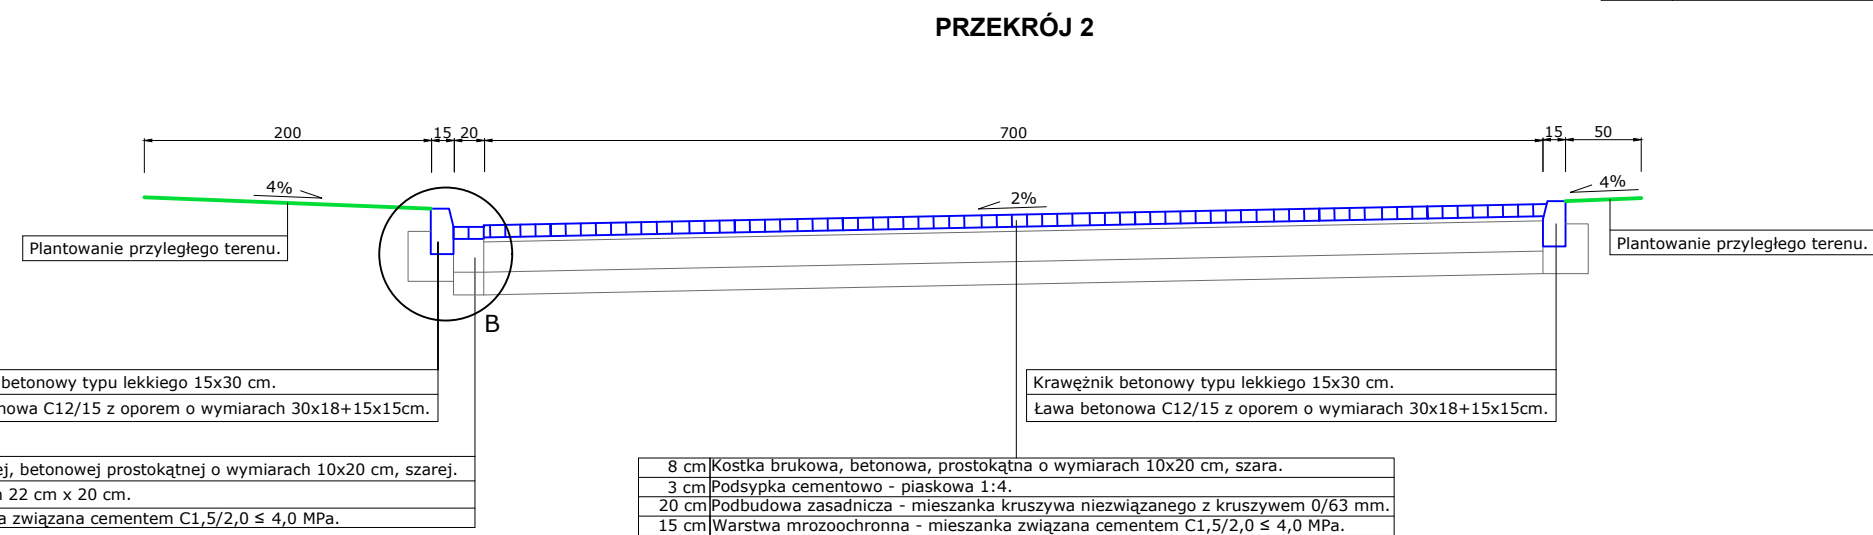 PRZEKRÓJ 2
200 15 20 700 15 50
4% 2% 4%
Plantowanie przyległego terenu.
Plantowanie przyległego terenu.
B
betonowy typu lekkiego 15x30 cm.
C12/15 z oporem o wymiarach 30x18+15x15cm.
Krawężnik betonowy typu lekkiego 15x30 cm.
Ława betonowa C12/15 z oporem o wymiarach 30x18+15x15cm.
betonowej prostokątnej o wymiarach 10x20 cm, szarej.
22 cm x 20 cm.
związana cementem C1,5/2,0 ≤ 4,0 MPa.
8 cm Kostka brukowa, betonowa, prostokątna o wymiarach 10x20 cm, szara.
3 cm Podsypka cementowo - piaskowa 1:4.
20 cm Podbudowa zasadnicza - mieszanka kruszywa niezwiązanego z kruszywem 0/63 mm.
15 cm Warstwa mrozoochronna - mieszanka związana cementem C1,5/2,0 ≤ 4,0 MPa.